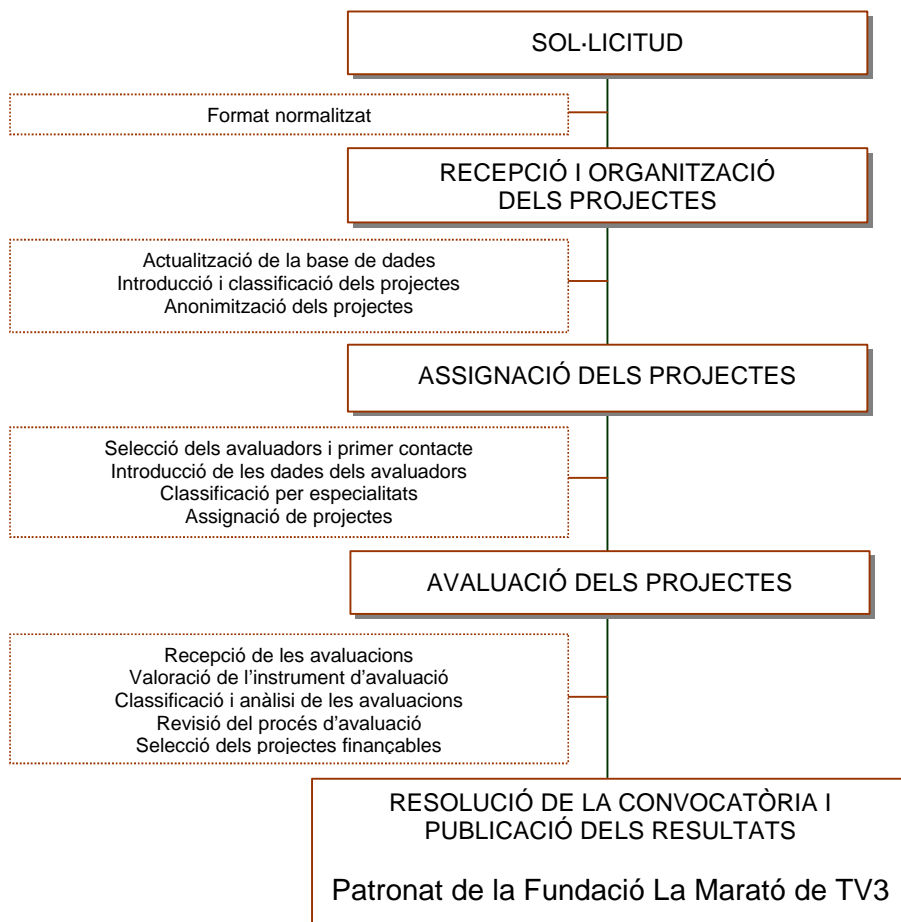 SOL·LICITUD
Format normalitzat
RECEPCIÓ I ORGANITZACIÓ
DELS PROJECTES
Actualització de la base de dades
Introducció i classificació dels projectes
Anonimització dels projectes
ASSIGNACIÓ DELS PROJECTES
Selecció dels avaluadors i primer contacte
Introducció de les dades dels avaluadors
Classificació per especialitats
Assignació de projectes
AVALUACIÓ DELS PROJECTES
Recepció de les avaluacions
Valoració de l’instrument d’avaluació
Classificació i anàlisi de les avaluacions
Revisió del procés d’avaluació
Selecció dels projectes finançables
RESOLUCIÓ DE LA CONVOCATÒRIA I
PUBLICACIÓ DELS RESULTATS
Patronat de la Fundació La Marató de TV3